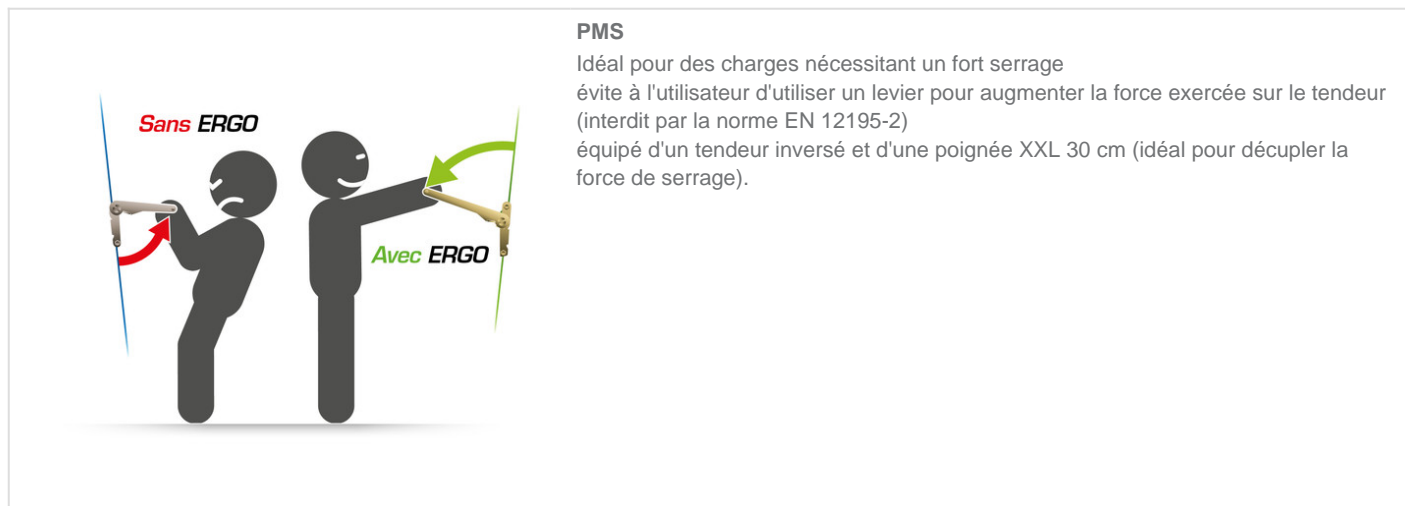 PMS
Idéal pour des charges nécessitant un fort serrage
évite à l'utilisateur d'utiliser un levier pour augmenter la force exercée sur le tendeur
(interdit par la norme EN 12195-2)
équipé d'un tendeur inversé et d'une poignée XXL 30 cm (idéal pour décupler la
force de serrage).
Sans ERGO
Avec ERGO